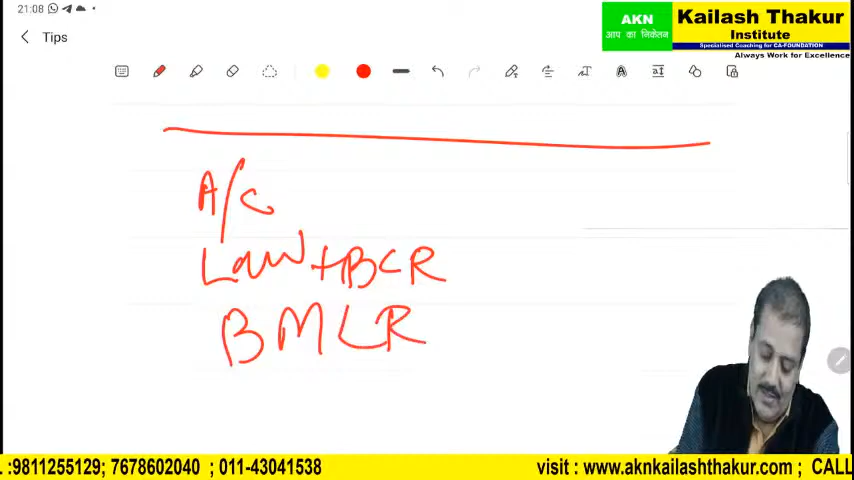 21:08
Tips
AKN
आप का निकेतन
Kailash Thakur
Institute
Specialised Coaching for CA-FOUNDATION
Always Work for Excellence
A/C
Law + BCR
BMLR
. :9811255129; 7678602040 ; 011-43041538
visit : www.aknkailashthakur.com ; CALL